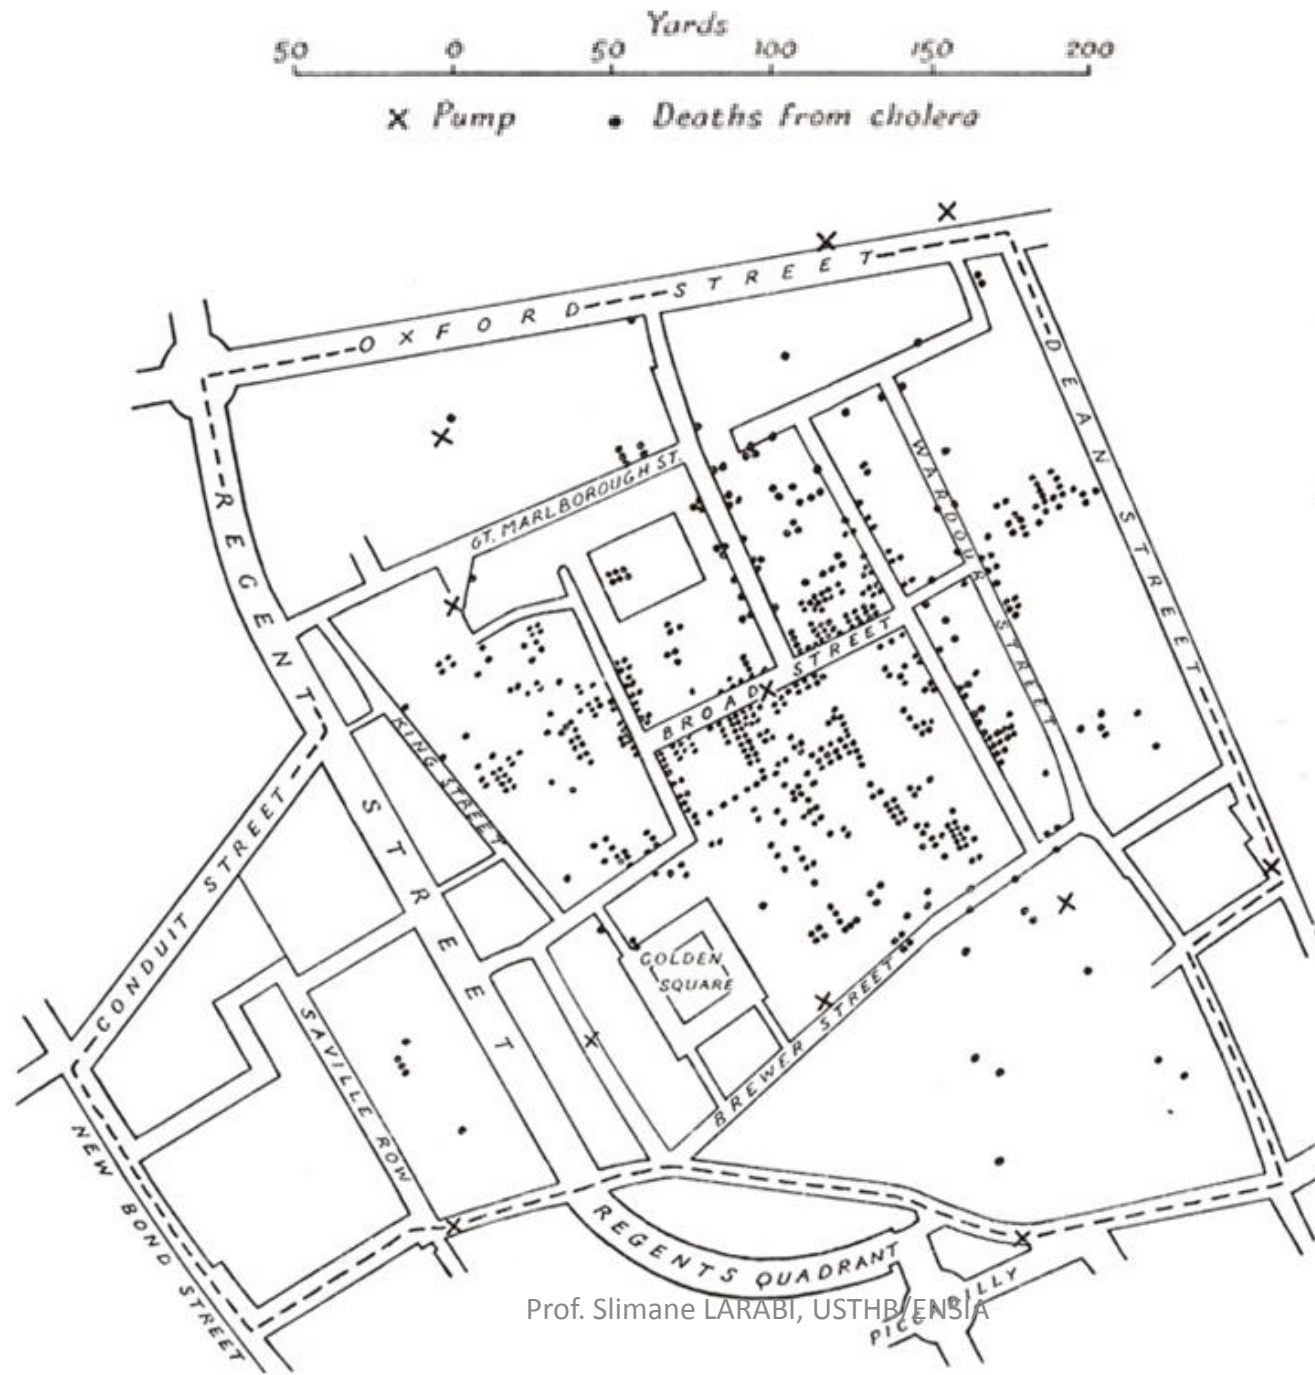 Yards
50 0 50 100 150 200
× Pump • Deaths from cholera
OXFORD STREET
DEAN STREET
REGENT STREET
GT. MARLBOROUGH ST.
WARDOUR STREET
BROAD STREET
KING STREET
CONDUIT STREET
GOLDEN
SQUARE
SAVILLE ROW
BREWER STREET
NEW BOND STREET
REGENTS QUADRANT
PICCADILLY
Prof. Slimane LARABI, USTHB/ENSIA